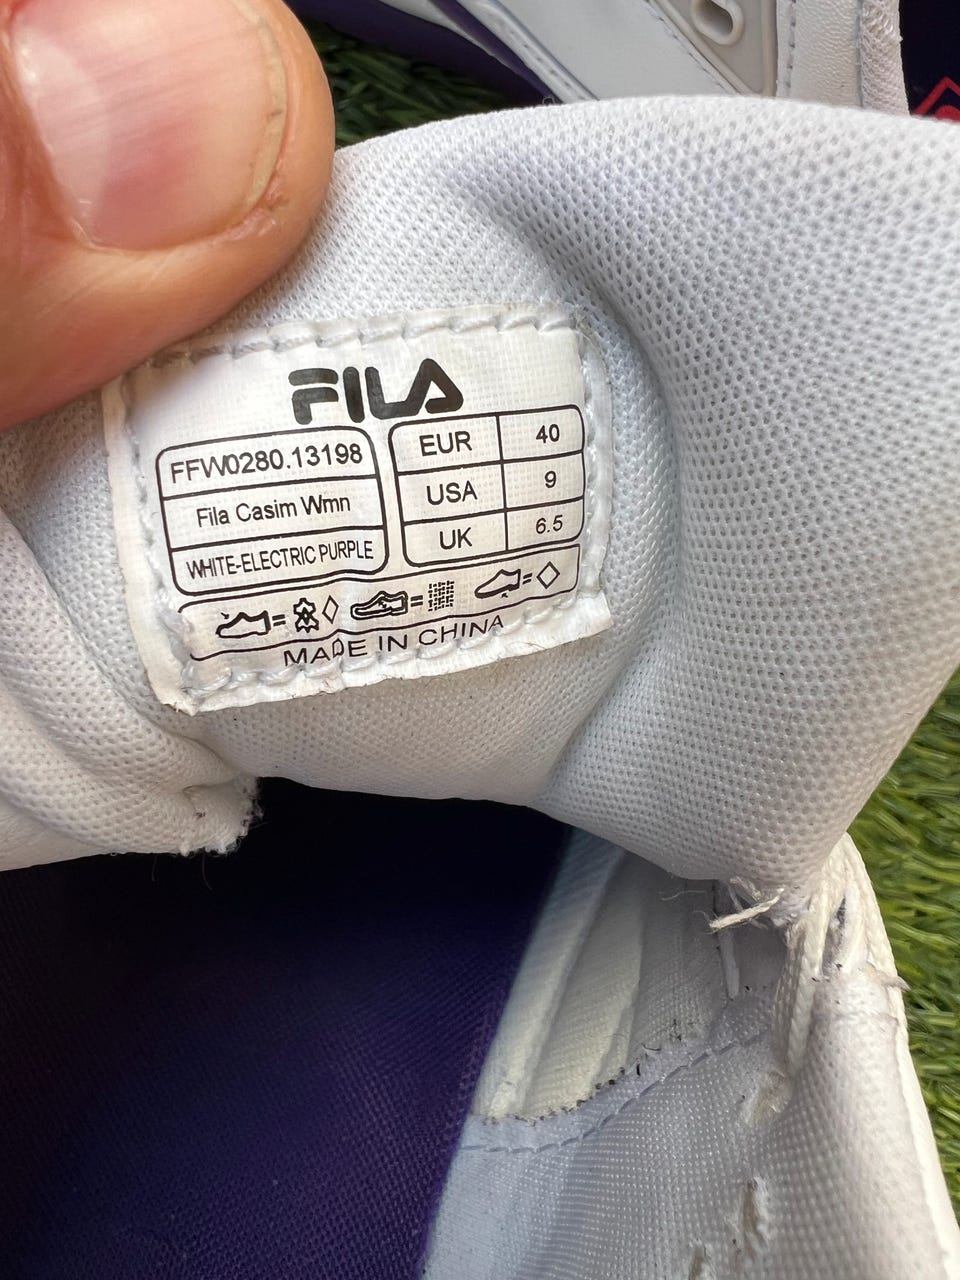 FILA
FFW0280.13198
Fila Casim Wmn
WHITE-ELECTRIC PURPLE
EUR 40
USA 9
UK 6.5
MADE IN CHINA